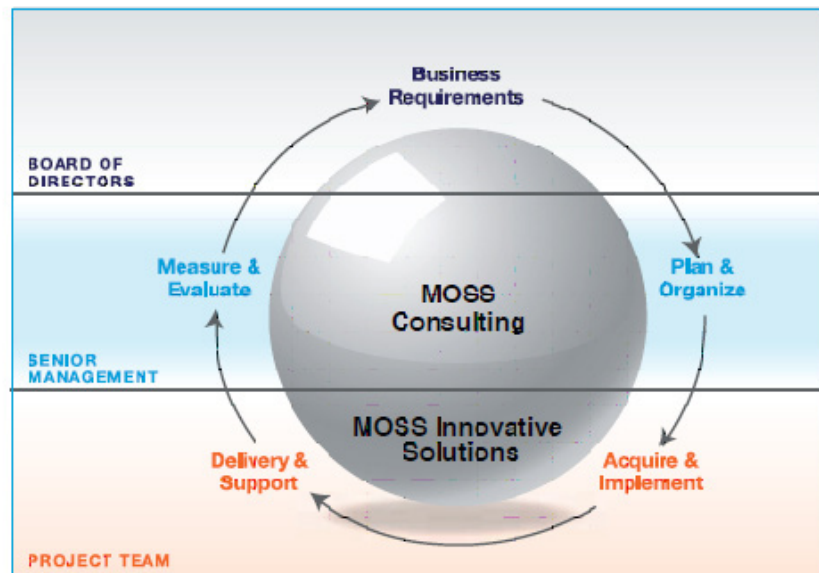 Business
Requirements
BOARD OF
DIRECTORS
Measure &
Evaluate
Plan &
Organize
MOSS
Consulting
SENIOR
MANAGEMENT
MOSS Innovative
Solutions
Delivery &
Support
Acquire &
Implement
PROJECT TEAM